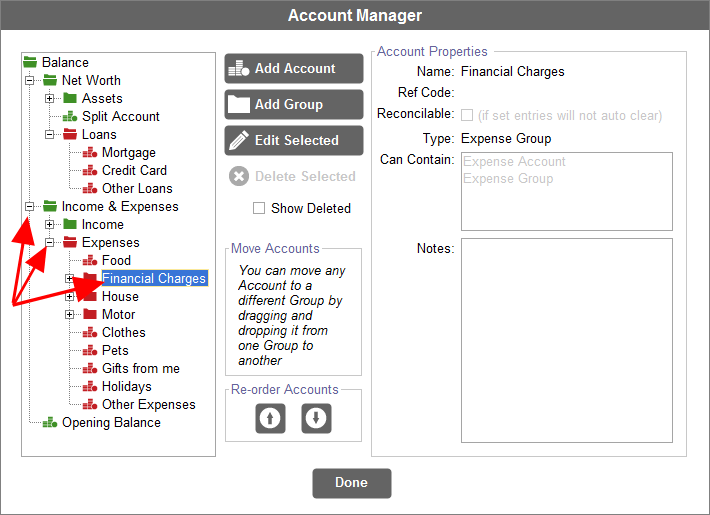 Account Manager
Balance
Net Worth
Assets
Split Account
Loans
Mortgage
Credit Card
Other Loans
Income & Expenses
Income
Expenses
Food
Financial Charges
House
Motor
Clothes
Pets
Gifts from me
Holidays
Other Expenses
Opening Balance
Add Account
Add Group
Edit Selected
Delete Selected
Show Deleted
Move Accounts
You can move any
Account to a
different Group by
dragging and
dropping it from
one Group to
another
Re-order Accounts
Account Properties
Name: Financial Charges
Ref Code:
Reconcilable: (if set entries will not auto clear)
Type: Expense Group
Can Contain: Expense Account
Expense Group
Notes:
Done